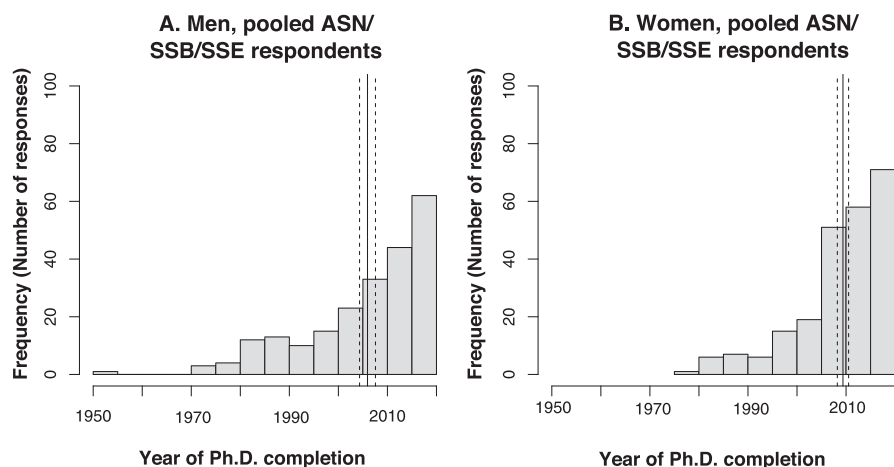 A. Men, pooled ASN/
SSB/SSE respondents
Frequency (Number of responses)
100
80
60
40
20
0
1950 1970 1990 2010
Year of Ph.D. completion
B. Women, pooled ASN/
SSB/SSE respondents
Frequency (Number of responses)
100
80
60
40
20
0
1950 1970 1990 2010
Year of Ph.D. completion